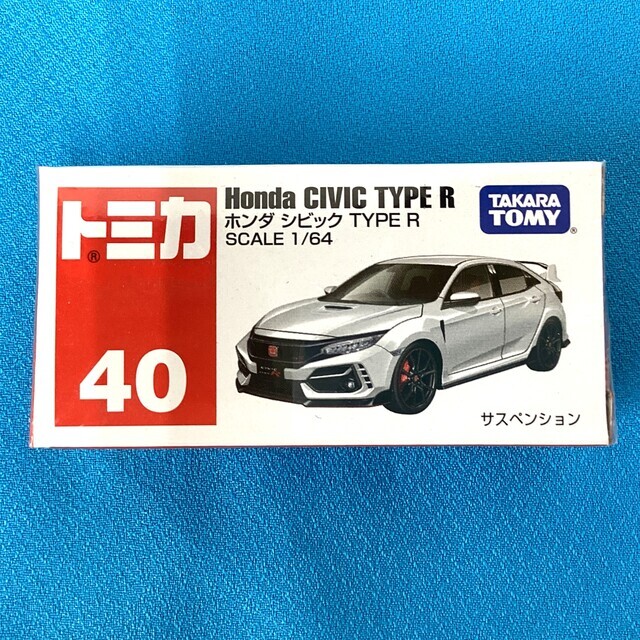 トミカ
®
40
Honda CIVIC TYPE R
ホンダ シビック TYPE R
SCALE 1/64
TAKARA
TOMY
®
サスペンション